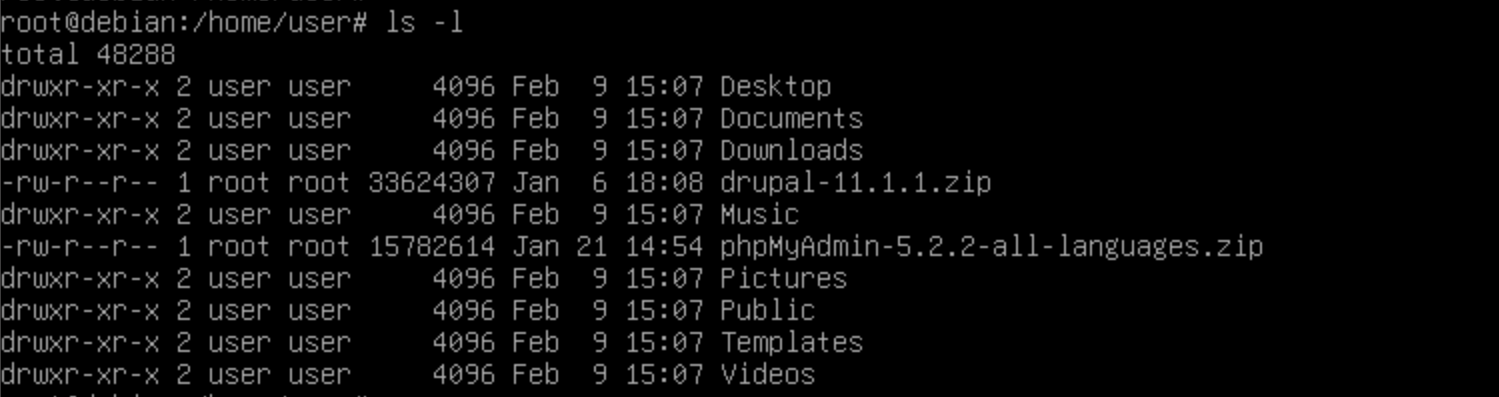 root@debian:/home/user# ls -l
total 48288
drwxr-xr-x 2 user user     4096 Feb  9 15:07 Desktop
drwxr-xr-x 2 user user     4096 Feb  9 15:07 Documents
drwxr-xr-x 2 user user     4096 Feb  9 15:07 Downloads
-rw-r--r-- 1 root root 33624307 Jan  6 18:08 drupal-11.1.1.zip
drwxr-xr-x 2 user user     4096 Feb  9 15:07 Music
-rw-r--r-- 1 root root 15782614 Jan 21 14:54 phpMyAdmin-5.2.2-all-languages.zip
drwxr-xr-x 2 user user     4096 Feb  9 15:07 Pictures
drwxr-xr-x 2 user user     4096 Feb  9 15:07 Public
drwxr-xr-x 2 user user     4096 Feb  9 15:07 Templates
drwxr-xr-x 2 user user     4096 Feb  9 15:07 Videos